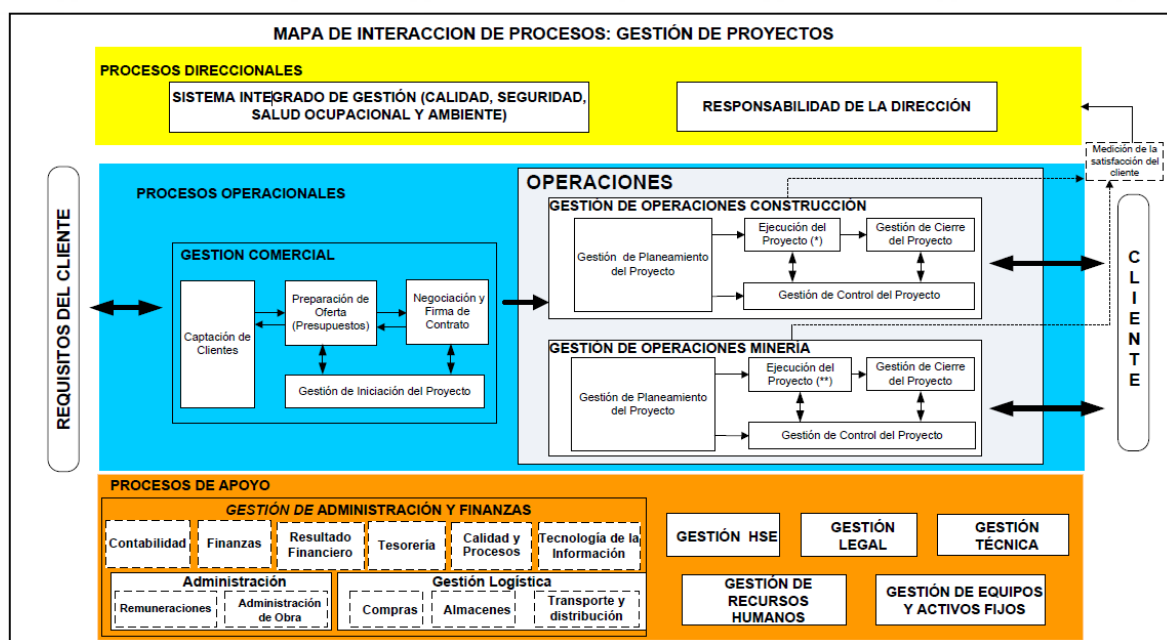 MAPA DE INTERACCION DE PROCESOS: GESTIÓN DE PROYECTOS
PROCESOS DIRECCIONALES
SISTEMA INTEGRADO DE GESTIÓN (CALIDAD, SEGURIDAD,
SALUD OCUPACIONAL Y AMBIENTE)
RESPONSABILIDAD DE LA DIRECCIÓN
Medición de la
satisfacción del
cliente
REQUISITOS DEL CLIENTE
PROCESOS OPERACIONALES
GESTION COMERCIAL
Captación de
Clientes
Preparación de
Oferta
(Presupuestos)
Negociación y
Firma de
Contrato
Gestión de Iniciación del Proyecto
OPERACIONES
GESTIÓN DE OPERACIONES CONSTRUCCIÓN
Gestión de Planeamiento
del Proyecto
Ejecución del
Proyecto (*)
Gestión de Cierre
del Proyecto
Gestión de Control del Proyecto
GESTIÓN DE OPERACIONES MINERIA
Gestión de Planeamiento
del Proyecto
Ejecución del
Proyecto (**)
Gestión de Cierre
del Proyecto
Gestión de Control del Proyecto
CLIENTE
PROCESOS DE APOYO
GESTIÓN DE ADMINISTRACIÓN Y FINANZAS
Contabilidad
Finanzas
Resultado
Financiero
Tesorería
Calidad y
Procesos
Tecnología de la
Información
Administración
Remuneraciones
Administración
de Obra
Gestión Logística
Compras
Almacenes
Transporte y
distribución
GESTIÓN HSE
GESTIÓN
LEGAL
GESTIÓN
TÉCNICA
GESTIÓN DE
RECURSOS
HUMANOS
GESTIÓN DE EQUIPOS
Y ACTIVOS FIJOS